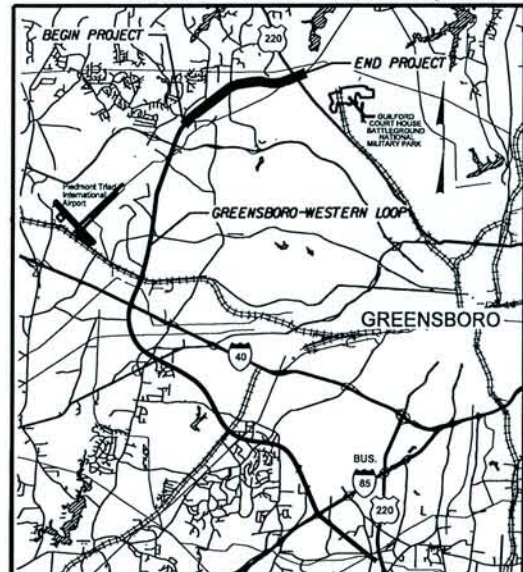 220
BEGIN PROJECT
END PROJECT
GUILFORD
COURT HOUSE
BATTLEGROUND
NATIONAL
MILITARY PARK
Piedmont Triad
International
Airport
GREENSBORO-WESTERN LOOP
GREENSBORO
40
BUS.
85
220